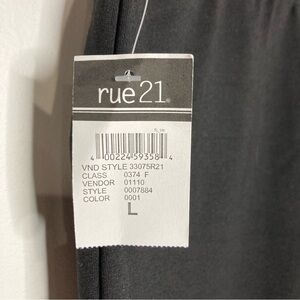 rue21
4 00224 59358 4
VND STYLE 33075R21
CLASS 0374 F
VENDOR 01110
STYLE 0007884
COLOR 0001
L